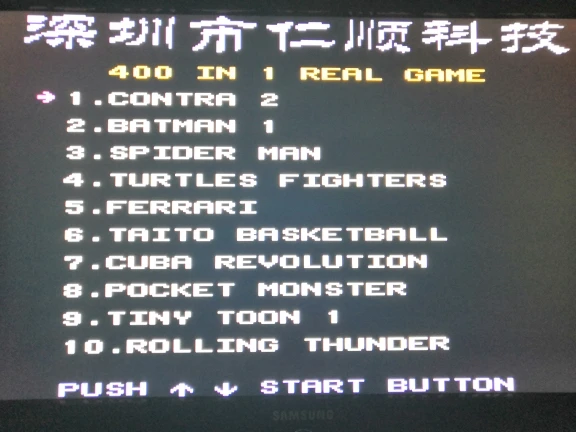 深圳市仁顺科技
400 IN 1 REAL GAME
→ 1.CONTRA 2
2.BATMAN 1
3.SPIDER MAN
4.TURTLES FIGHTERS
5.FERRARI
6.TAITO BASKETBALL
7.CUBA REVOLUTION
8.POCKET MONSTER
9.TINY TOON 1
10.ROLLING THUNDER
PUSH ↑ ↓ START BUTTON
SAMSUNG